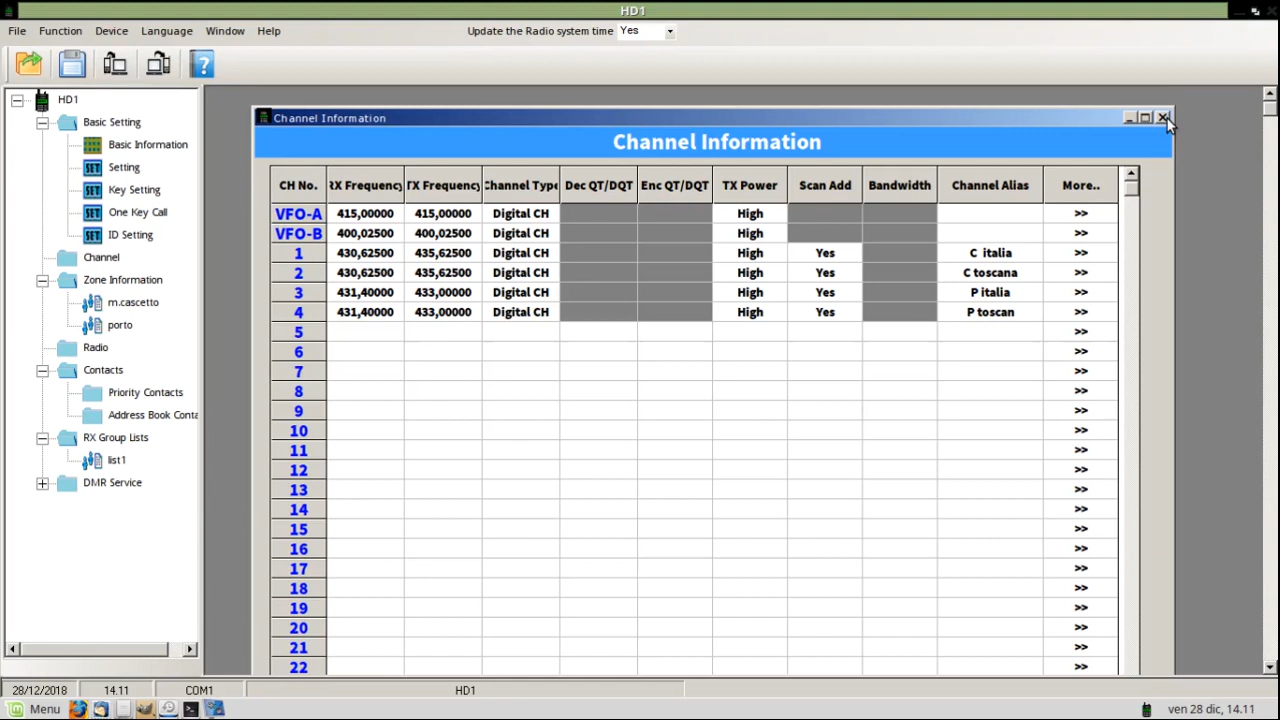 HD1
File Function Device Language Window Help Update the Radio system time Yes
HD1
Basic Setting
Basic Information
SET Setting
SET Key Setting
SET One Key Call
SET ID Setting
Channel
Zone Information
m.cascetto
porto
Radio
Contacts
Priority Contacts
Address Book Conta
RX Group Lists
list1
DMR Service
Channel Information
Channel Information
CH No. RX Frequency TX Frequency Channel Type Dec QT/DQT Enc QT/DQT TX Power Scan Add Bandwidth Channel Alias More..
VFO-A 415,00000 415,00000 Digital CH High >>
VFO-B 400,02500 400,02500 Digital CH High >>
1 430,62500 435,62500 Digital CH High Yes C italia >>
2 430,62500 435,62500 Digital CH High Yes C toscana >>
3 431,40000 433,00000 Digital CH High Yes P italia >>
4 431,40000 433,00000 Digital CH High Yes P toscan >>
5 >>
6 >>
7 >>
8 >>
9 >>
10 >>
11 >>
12 >>
13 >>
14 >>
15 >>
16 >>
17 >>
18 >>
19 >>
20 >>
21 >>
22 >>
28/12/2018 14.11 COM1 HD1
Menu ven 28 dic, 14.11